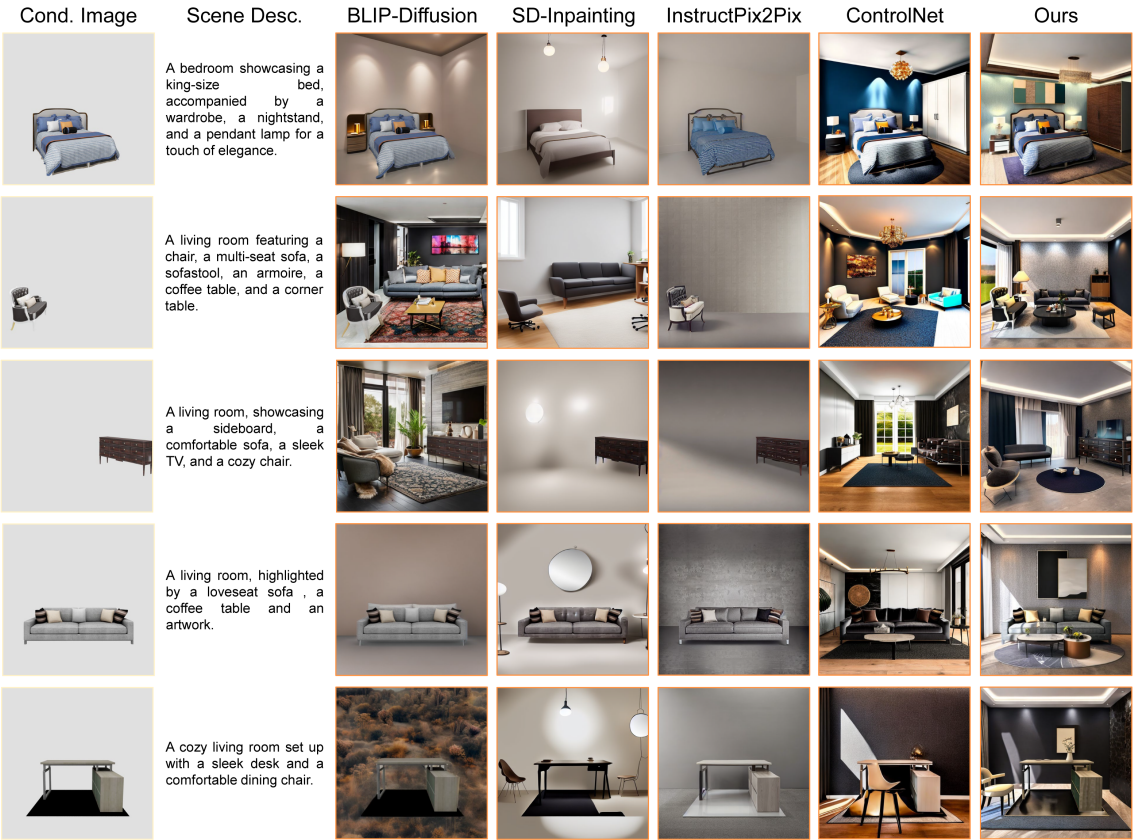 Cond. Image Scene Desc. BLIP-Diffusion SD-Inpainting InstructPix2Pix ControlNet Ours
A bedroom showcasing a
king-size bed,
accompanied by a
wardrobe, a nightstand,
and a pendant lamp for a
touch of elegance.
A living room featuring a
chair, a multi-seat sofa, a
sofastool, an armoire, a
coffee table, and a corner
table.
A living room, showcasing
a sideboard, a
comfortable sofa, a sleek
TV, and a cozy chair.
A living room, highlighted
by a loveseat sofa , a
coffee table and an
artwork.
A cozy living room set up
with a sleek desk and a
comfortable dining chair.